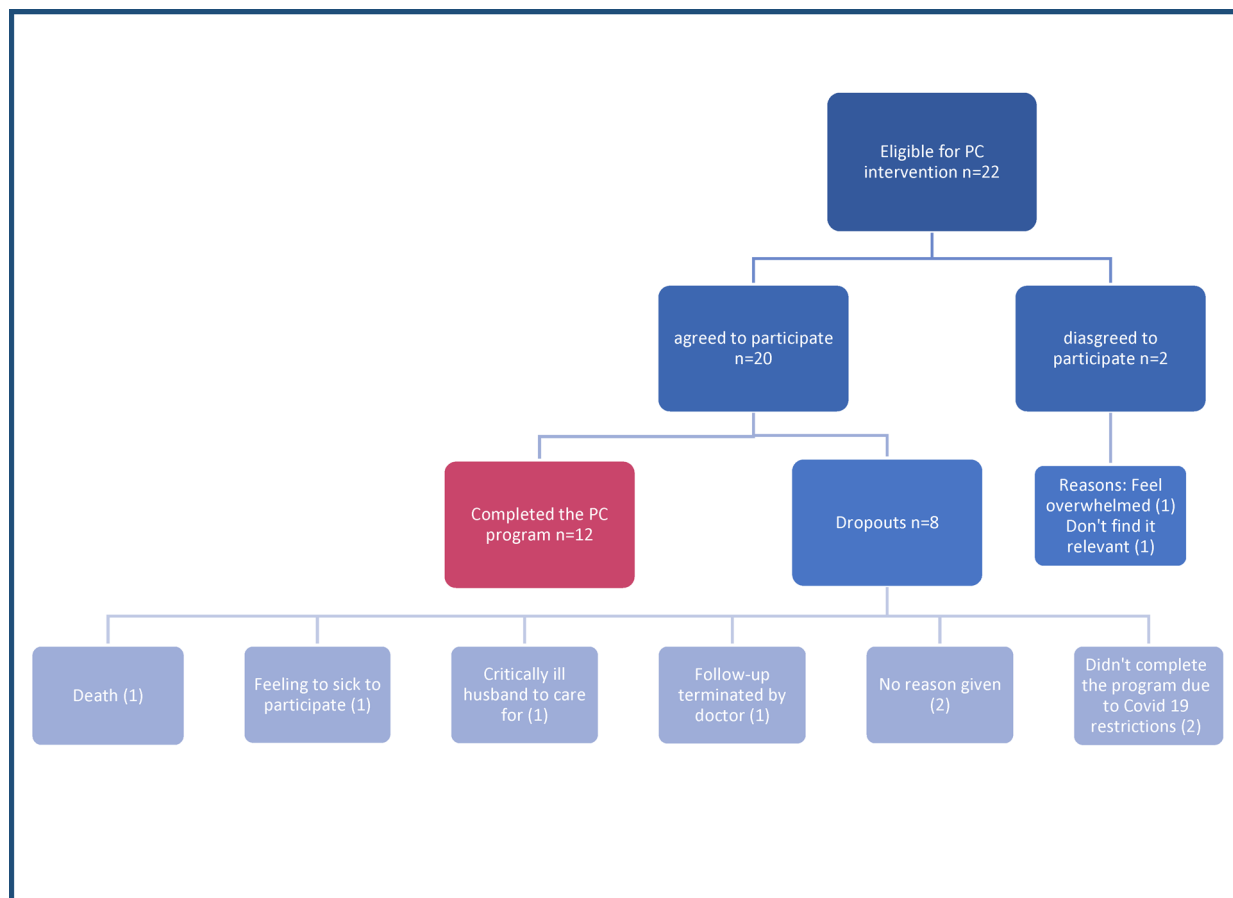 Eligible for PC
intervention n=22
agreed to participate
n=20
diasgreed to
participate n=2
Completed the PC
program n=12
Dropouts n=8
Reasons: Feel
overwhelmed (1)
Don't find it
relevant (1)
Death (1)
Feeling to sick to
participate (1)
Critically ill
husband to care
for (1)
Follow-up
terminated by
doctor (1)
No reason given
(2)
Didn't complete
the program due
to Covid 19
restrictions (2)